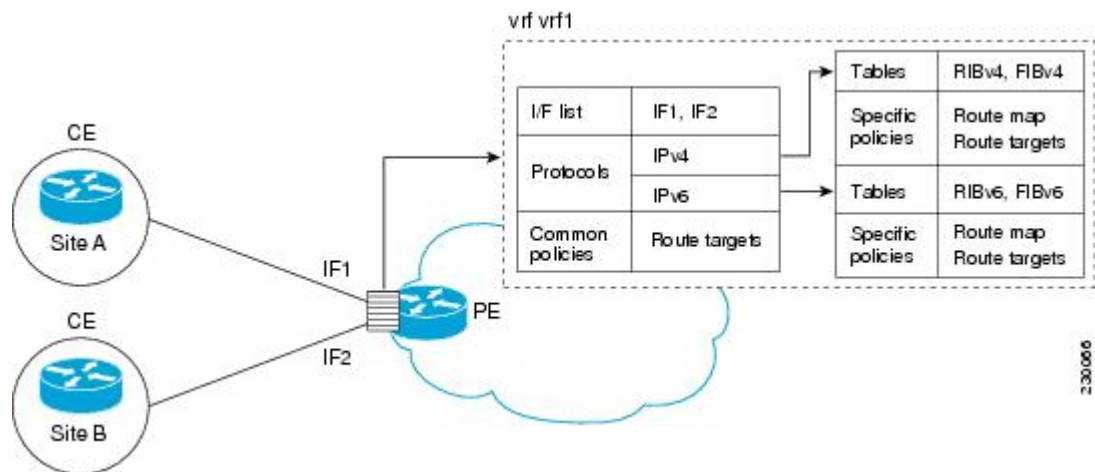 vrf vrf1
I/F list
IF1, IF2
Protocols
IPv4
IPv6
Common
policies
Route targets
Tables
RIBv4, FIBv4
Specific
policies
Route map
Route targets
Tables
RIBv6, FIBv6
Specific
policies
Route map
Route targets
CE
Site A
IF1
CE
Site B
IF2
PE
230066